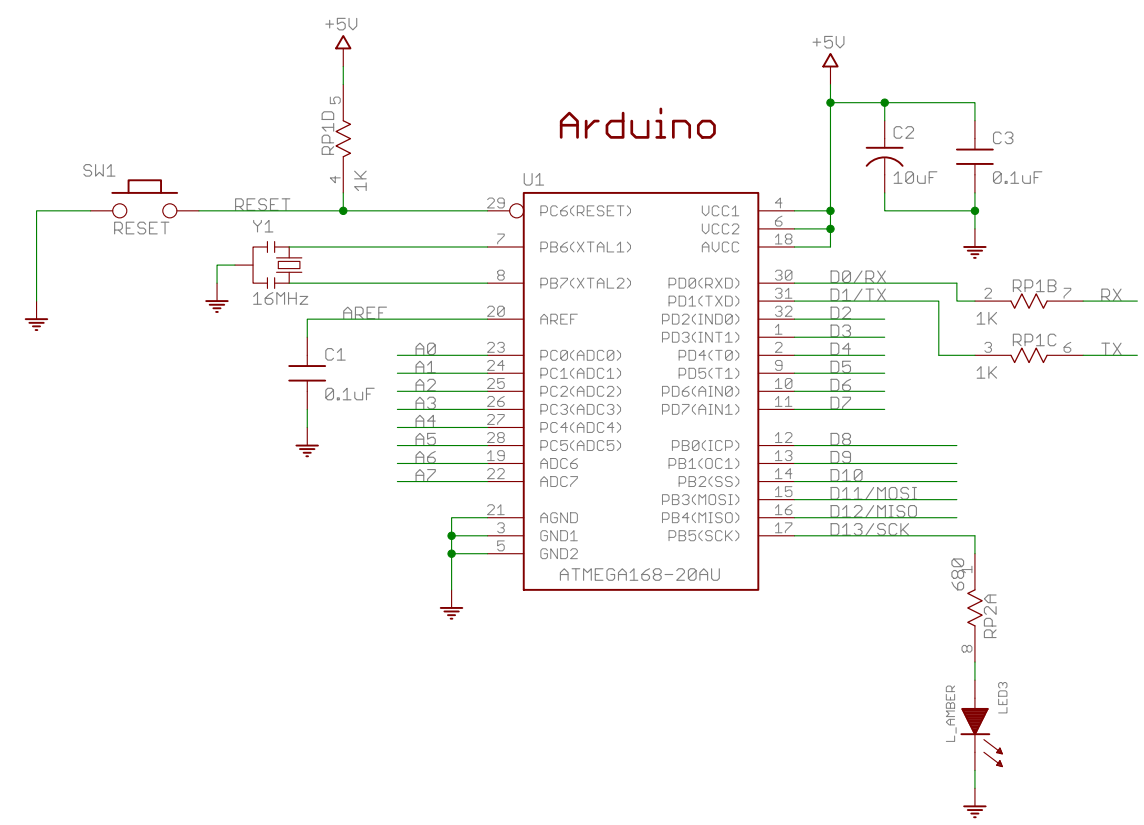 +5V
+5V
5
RP1D
4
1K
Arduino
C2
10uF
C3
0.1uF
SW1
RESET
RESET
Y1
16MHz
AREF
C1
0.1uF
U1
29 PC6(RESET) VCC1 4
VCC2 6
7 PB6(XTAL1) AVCC 18
8 PB7(XTAL2) PD0(RXD) 30 D0/RX
PD1(TXD) 31 D1/TX
20 AREF PD2(IND0) 32 D2
PD3(INT1) 1 D3
A0 23 PC0(ADC0) PD4(T0) 2 D4
A1 24 PC1(ADC1) PD5(T1) 9 D5
A2 25 PC2(ADC2) PD6(AIN0) 10 D6
A3 26 PC3(ADC3) PD7(AIN1) 11 D7
A4 27 PC4(ADC4)
A5 28 PC5(ADC5) PB0(ICP) 12 D8
A6 19 ADC6 PB1(OC1) 13 D9
A7 22 ADC7 PB2(SS) 14 D10
PB3(MOSI) 15 D11/MOSI
21 AGND PB4(MISO) 16 D12/MISO
3 GND1 PB5(SCK) 17 D13/SCK
5 GND2
ATMEGA168-20AU
2 RP1B 7 RX
1K
3 RP1C 6 TX
1K
680
1
RP2A
8
L_AMBER
LED3